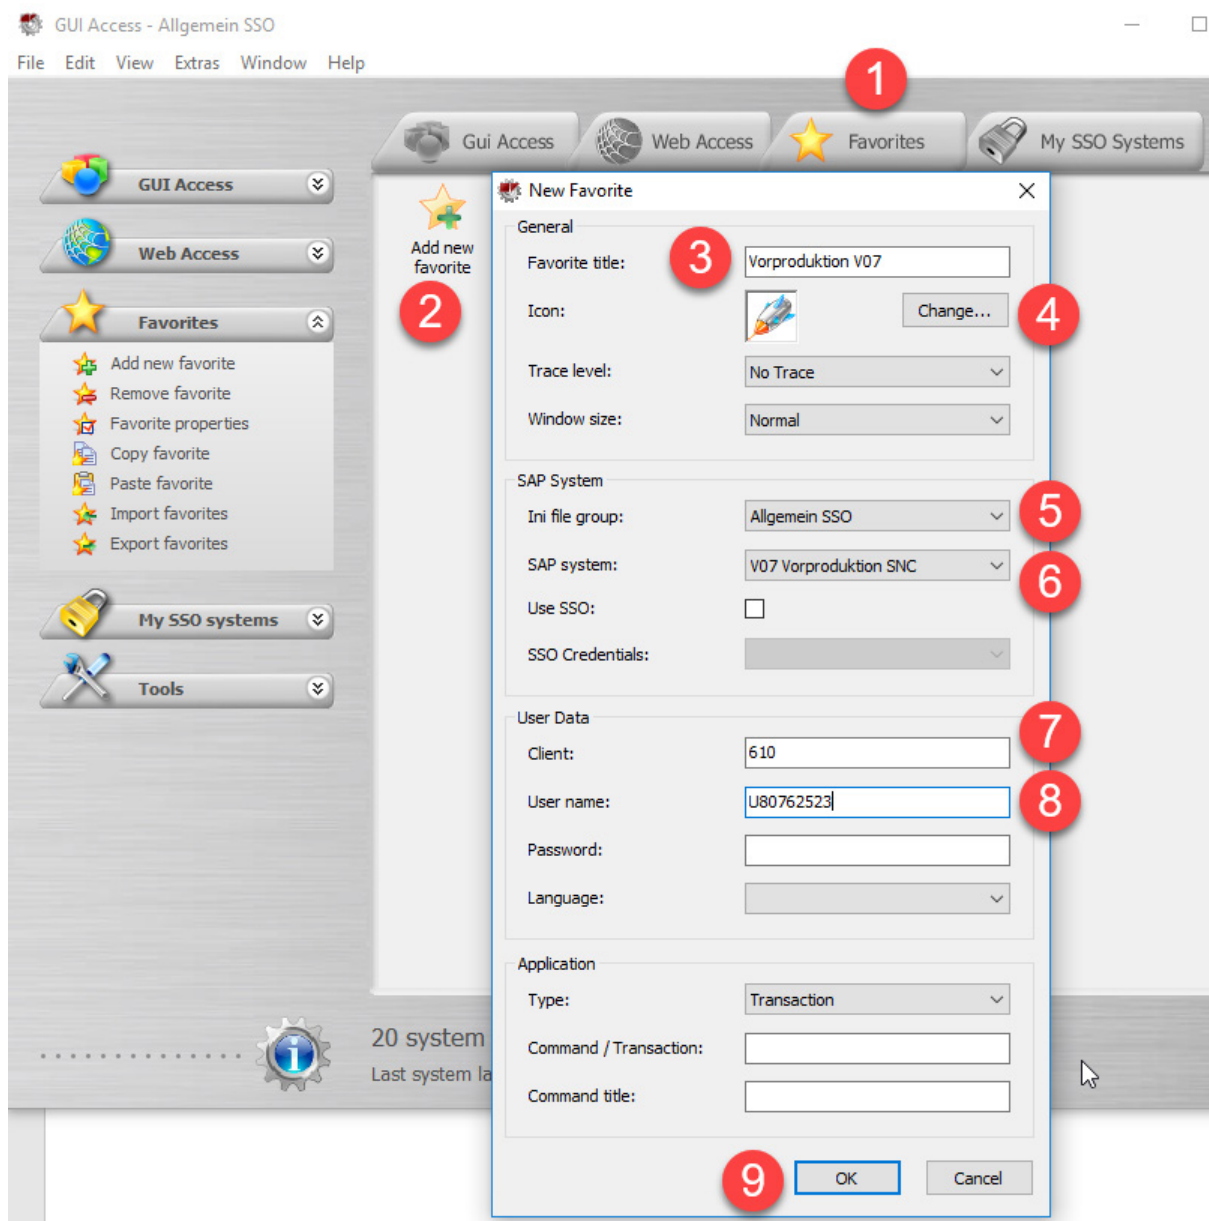 GUI Access - Allgemein SSO
File Edit View Extras Window Help
1
Gui Access Web Access Favorites My SSO Systems
GUI Access
Web Access
Favorites
Add new favorite
Remove favorite
Favorite properties
Copy favorite
Paste favorite
Import favorites
Export favorites
My SSO systems
Tools
Add new
favorite
2
New Favorite
General
Favorite title: 3 Vorproduktion V07
Icon: Change... 4
Trace level: No Trace
Window size: Normal
SAP System
Ini file group: Allgemein SSO 5
SAP system: V07 Vorproduktion SNC 6
Use SSO:
SSO Credentials:
User Data
Client: 610 7
User name: U80762523 8
Password:
Language:
Application
Type: Transaction
Command / Transaction:
Command title:
9 OK Cancel
20 system
Last system la